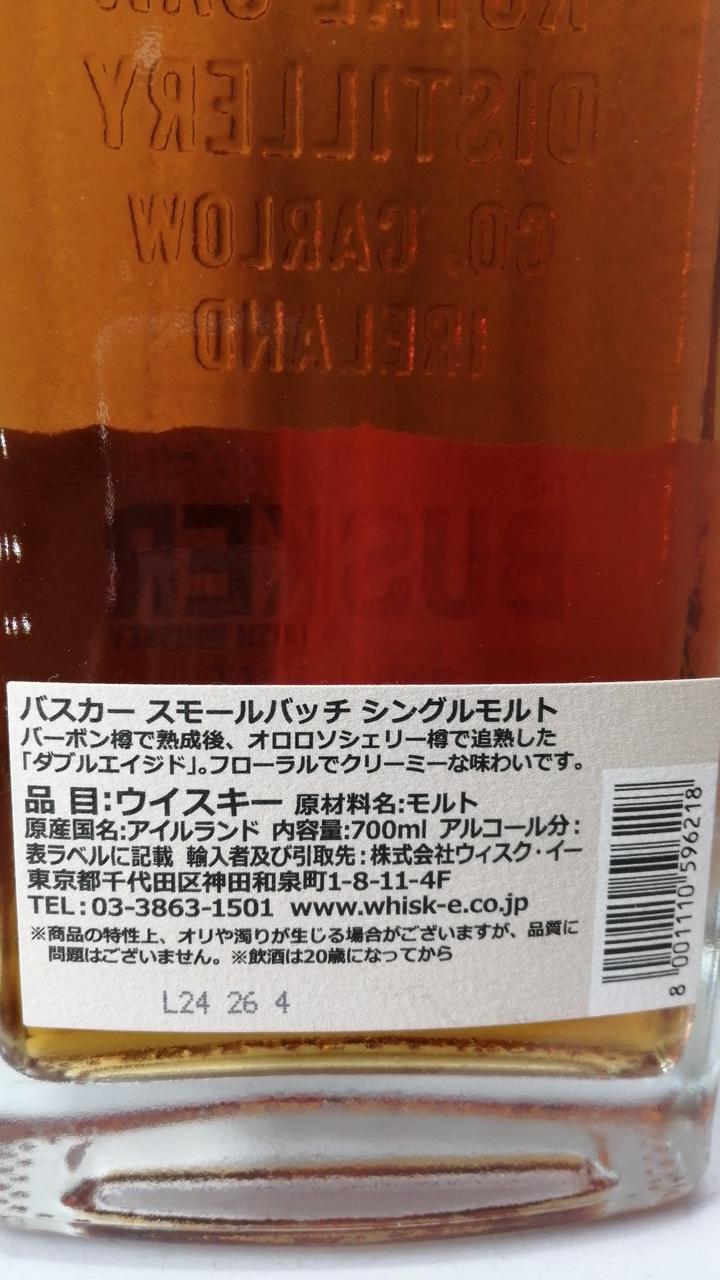 DISTILLERY
CO. CARLOW
IRELAND
THE
BUSKER
IRISH WHISKEY
バスカー スモールバッチ シングルモルト
バーボン樽で熟成後、オロロソシェリー樽で追熟した
「ダブルエイジド」。フローラルでクリーミーな味わいです。
品 目:ウイスキー 原材料名:モルト
原産国名:アイルランド 内容量:700ml アルコール分:
表ラベルに記載 輸入者及び引取先:株式会社ウィスク・イー
東京都千代田区神田和泉町1-8-11-4F
TEL:03-3863-1501 www.whisk-e.co.jp
※商品の特性上、オリや濁りが生じる場合がございますが、品質に
問題はございません。※飲酒は20歳になってから
L24 26 4
8 001110 596218